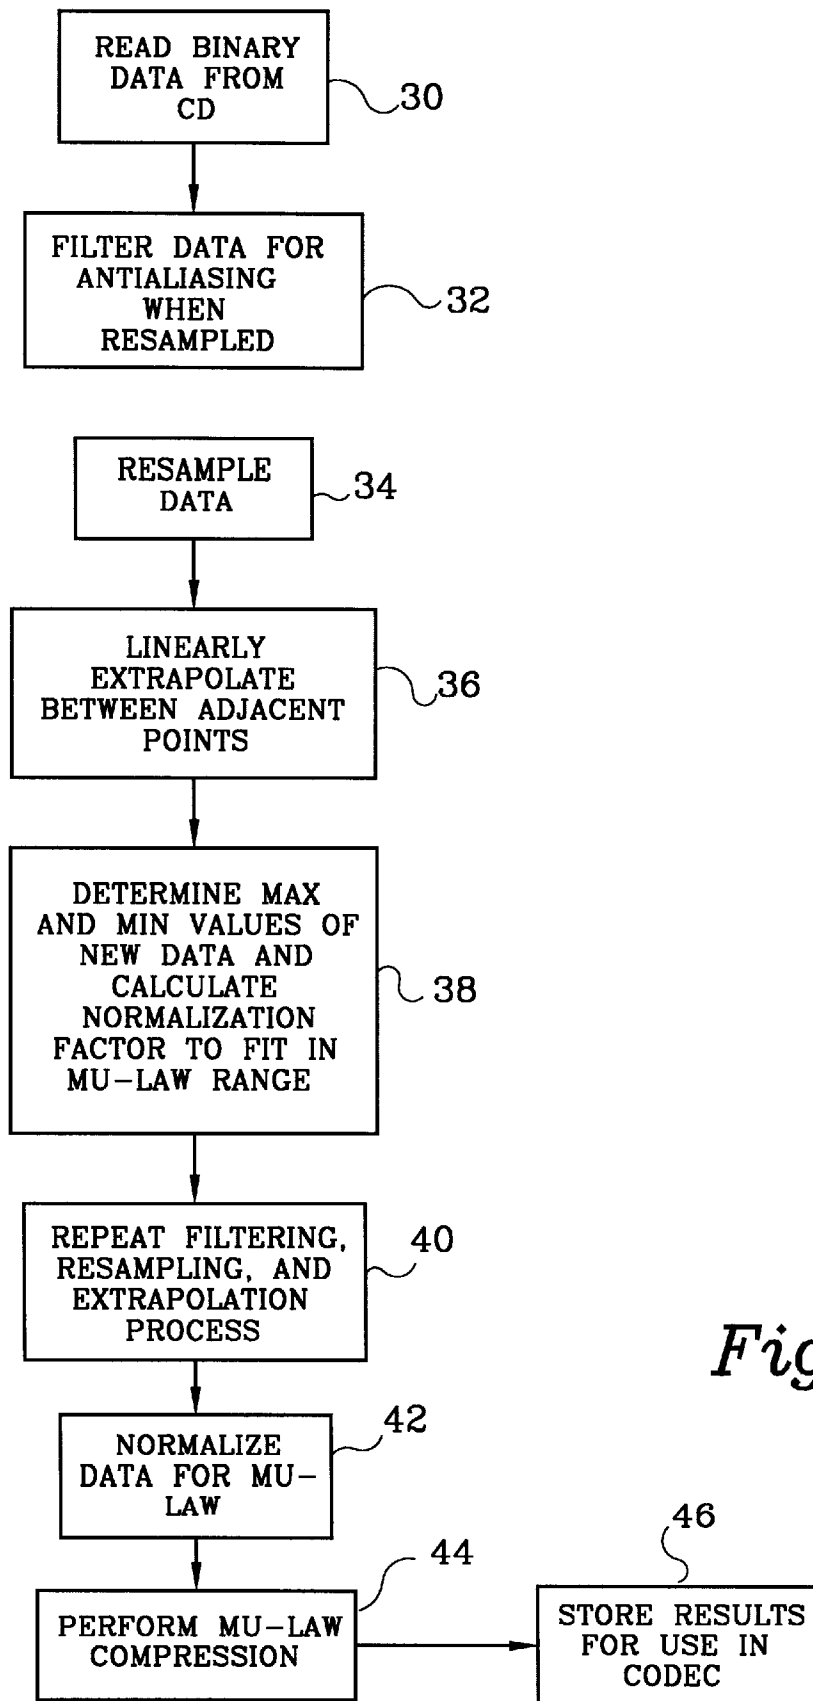 READ BINARY
DATA FROM
CD
30
FILTER DATA FOR
ANTIALIASING
WHEN
RESAMPLED
32
RESAMPLE
DATA
34
LINEARLY
EXTRAPOLATE
BETWEEN ADJACENT
POINTS
36
DETERMINE MAX
AND MIN VALUES OF
NEW DATA AND
CALCULATE
NORMALIZATION
FACTOR TO FIT IN
MU-LAW RANGE
38
REPEAT FILTERING,
RESAMPLING, AND
EXTRAPOLATION
PROCESS
40
Fig
NORMALIZE
DATA FOR MU-
LAW
42
PERFORM MU-LAW
COMPRESSION
44
STORE RESULTS
FOR USE IN
CODEC
46